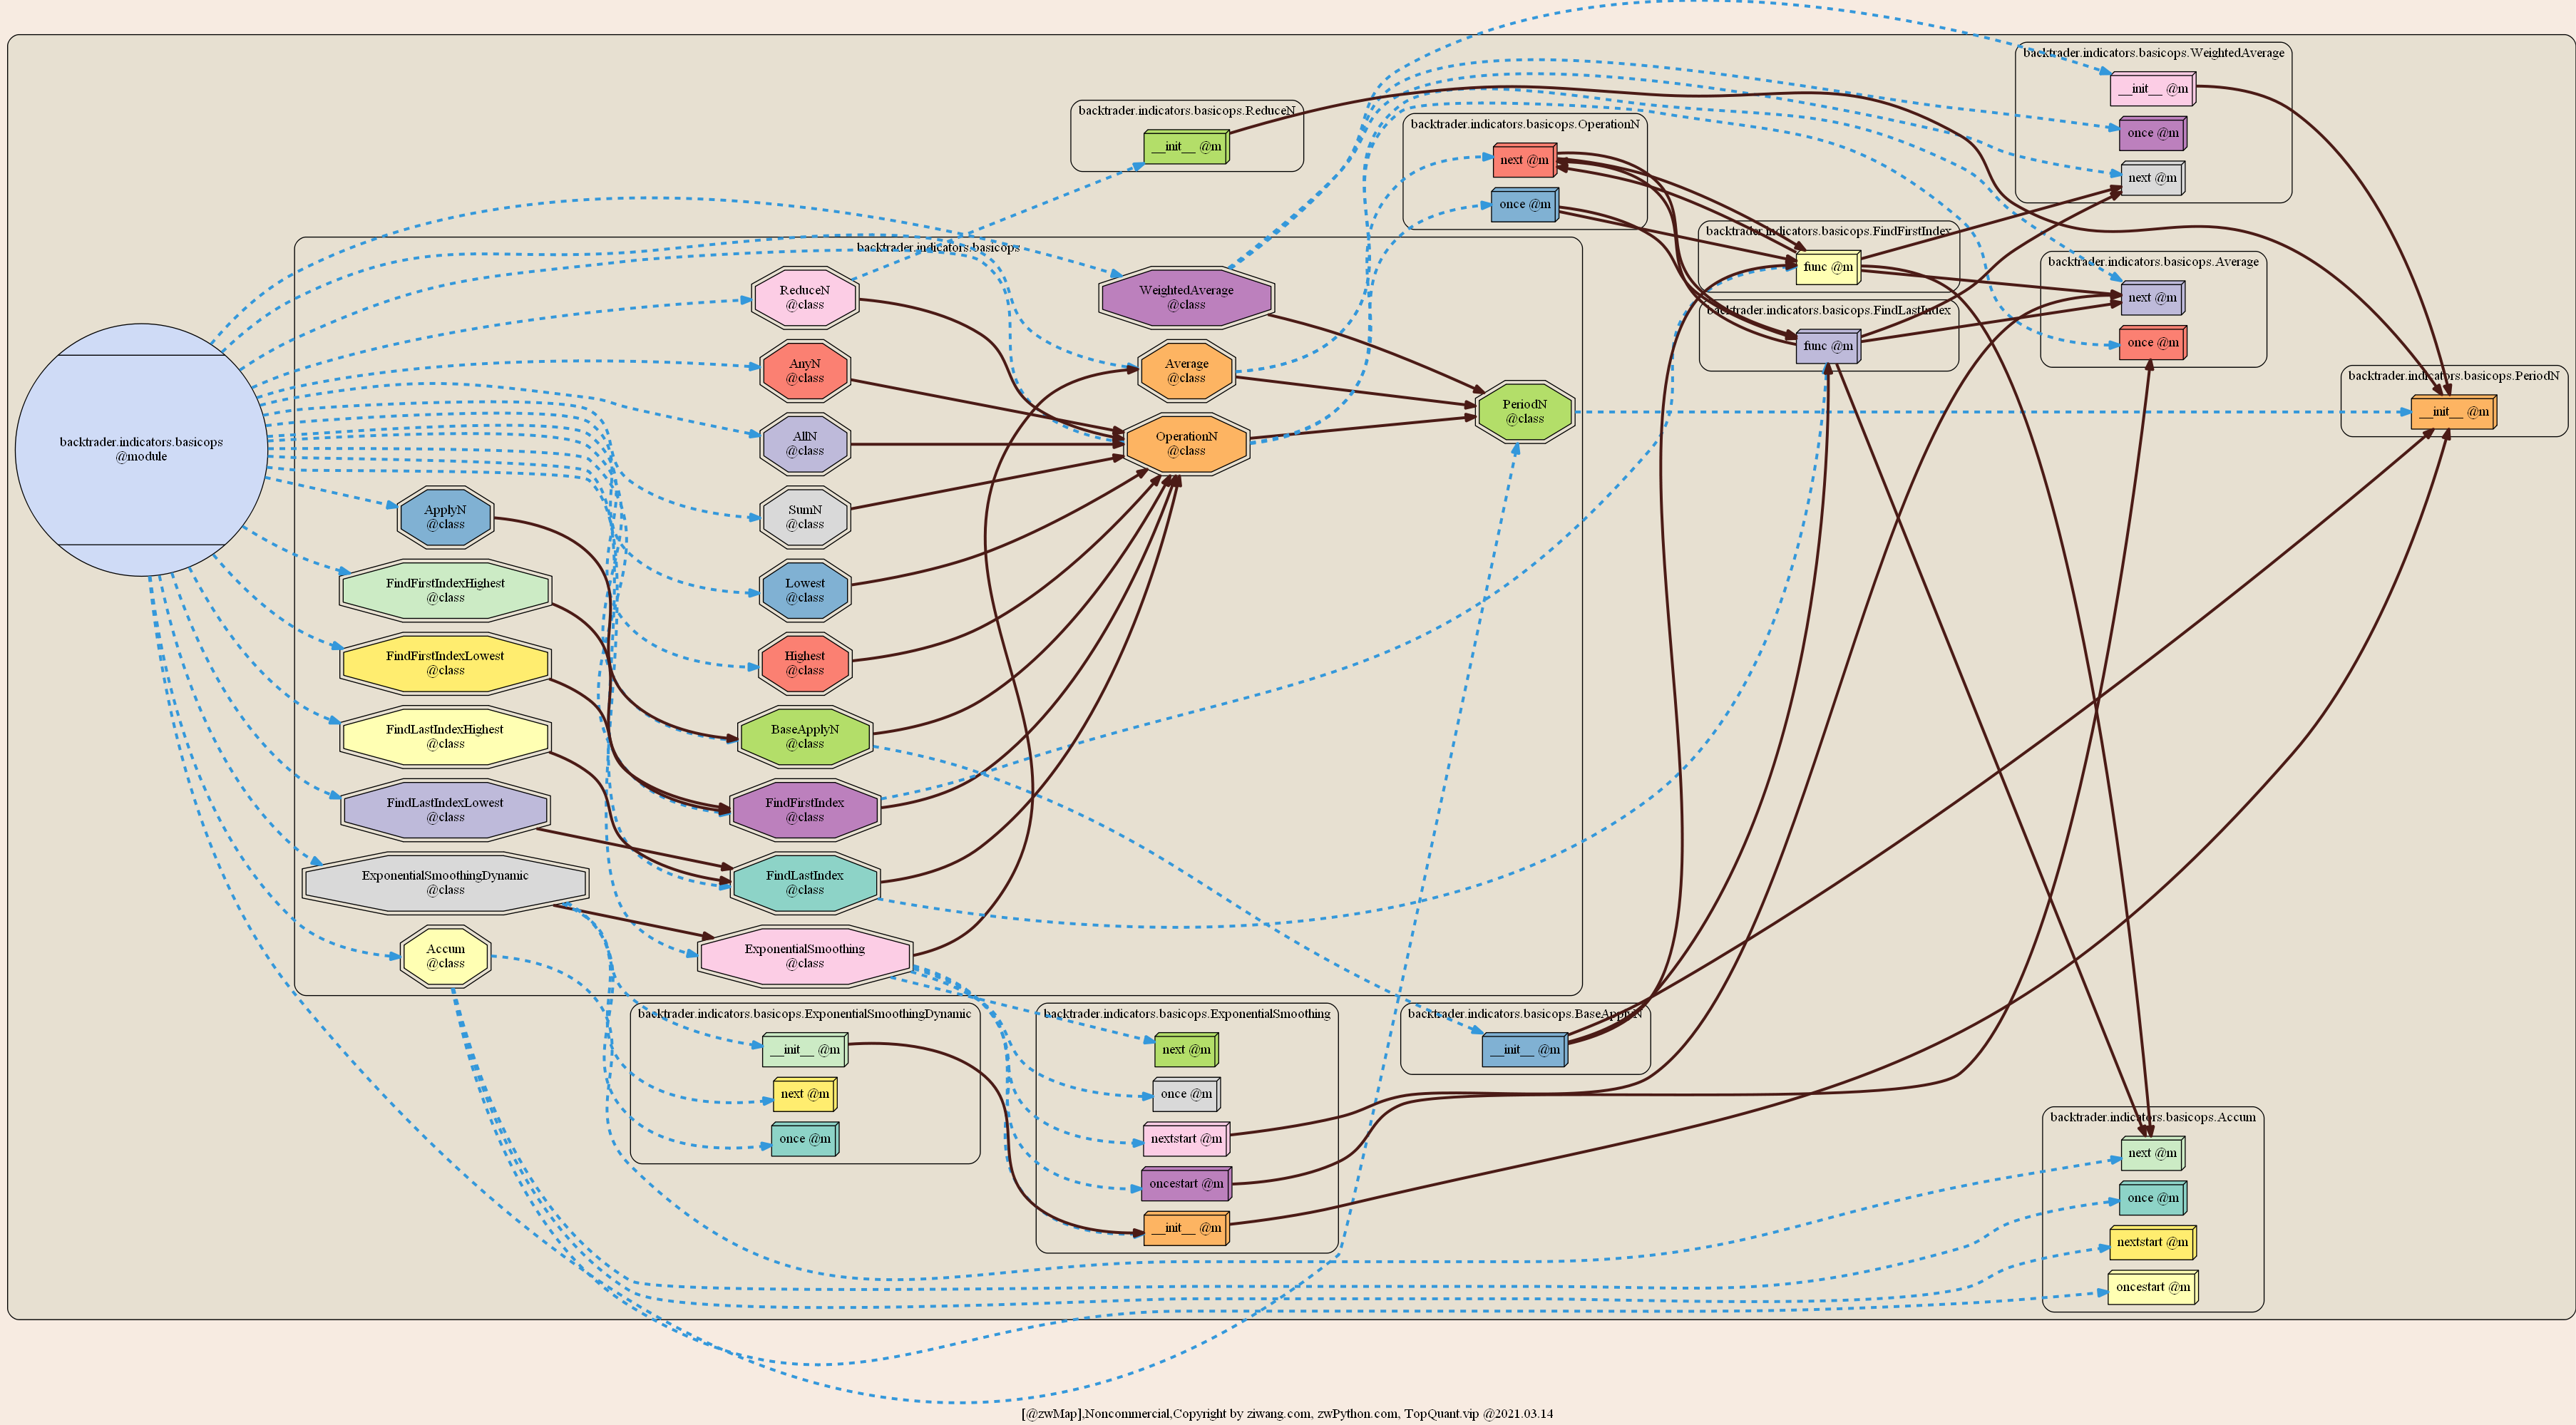 backtrader.indicators.basicops
@module
backtrader.indicators.basicops
ApplyN
@class
FindFirstIndexHighest
@class
FindFirstIndexLowest
@class
FindLastIndexHighest
@class
FindLastIndexLowest
@class
ExponentialSmoothingDynamic
@class
Accum
@class
ReduceN
@class
AnyN
@class
AllN
@class
SumN
@class
Lowest
@class
Highest
@class
BaseApplyN
@class
FindFirstIndex
@class
FindLastIndex
@class
ExponentialSmoothing
@class
WeightedAverage
@class
Average
@class
OperationN
@class
PeriodN
@class
backtrader.indicators.basicops.ReduceN
__init__ @m
backtrader.indicators.basicops.OperationN
next @m
once @m
backtrader.indicators.basicops.FindFirstIndex
func @m
backtrader.indicators.basicops.FindLastIndex
func @m
backtrader.indicators.basicops.WeightedAverage
__init__ @m
once @m
next @m
backtrader.indicators.basicops.Average
next @m
once @m
backtrader.indicators.basicops.PeriodN
__init__ @m
backtrader.indicators.basicops.ExponentialSmoothingDynamic
__init__ @m
next @m
once @m
backtrader.indicators.basicops.ExponentialSmoothing
next @m
once @m
nextstart @m
oncestart @m
__init__ @m
backtrader.indicators.basicops.BaseApplyN
__init__ @m
backtrader.indicators.basicops.Accum
next @m
once @m
nextstart @m
oncestart @m
[@zwMap],Noncommercial,Copyright by ziwang.com, zwPython.com, TopQuant.vip @2021.03.14